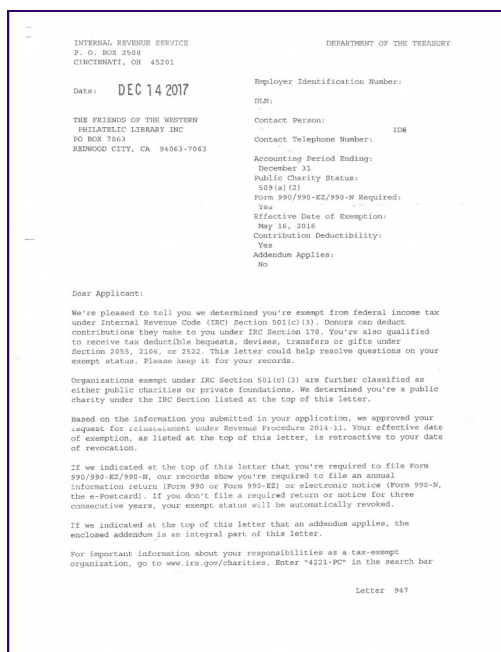 INTERNAL REVENUE SERVICE
P. O. BOX 2508
CINCINNATI, OH 45201
DEPARTMENT OF THE TREASURY
Date: DEC 14 2017
THE FRIENDS OF THE WESTERN
PHILATELIC LIBRARY INC
PO BOX 7063
REDWOOD CITY, CA 94063-7063
Employer Identification Number:
DLN:
Contact Person:
ID#
Contact Telephone Number:
Accounting Period Ending:
December 31
Public Charity Status:
509(a)(2)
Form 990/990-EZ/990-N Required:
Yes
Effective Date of Exemption:
May 16, 2016
Contribution Deductibility:
Yes
Addendum Applies:
No
Dear Applicant:
We're pleased to tell you we determined you're exempt from federal income tax
under Internal Revenue Code (IRC) Section 501(c)(3). Donors can deduct
contributions they make to you under IRC Section 170. You're also qualified
to receive tax deductible bequests, devises, transfers or gifts under
Section 2055, 2106, or 2522. This letter could help resolve questions on your
exempt status. Please keep it for your records.
Organizations exempt under IRC Section 501(c)(3) are further classified as
either public charities or private foundations. We determined you're a public
charity under the IRC Section listed at the top of this letter.
Based on the information you submitted in your application, we approved your
request for reinstatement under Revenue Procedure 2014-11. Your effective date
of exemption, as listed at the top of this letter, is retroactive to your date
of revocation.
If we indicated at the top of this letter that you're required to file Form
990/990-EZ/990-N, our records show you're required to file an annual
information return (Form 990 or Form 990-EZ) or electronic notice (Form 990-N,
the e-Postcard). If you don't file a required return or notice for three
consecutive years, your exempt status will be automatically revoked.
If we indicated at the top of this letter that an addendum applies, the
enclosed addendum is an integral part of this letter.
For important information about your responsibilities as a tax-exempt
organization, go to www.irs.gov/charities. Enter "4221-PC" in the search bar
Letter 947